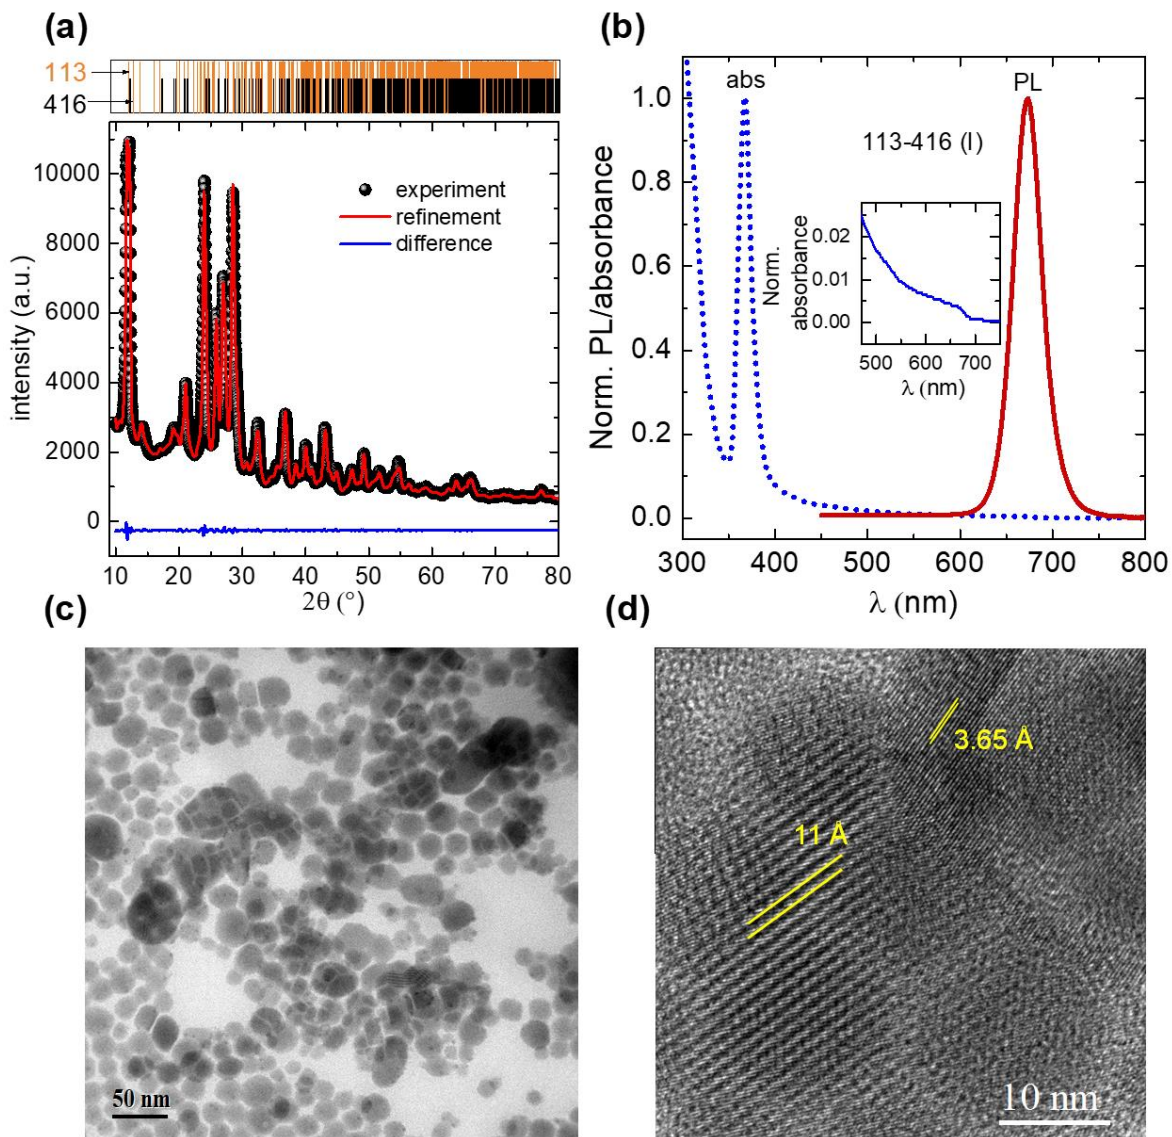 (a)
113
416
10000
8000
6000
4000
2000
0
intensity (a.u.)
experiment
refinement
difference
10 20 30 40 50 60 70 80
2θ (°)
(b)
abs
PL
113-416 (I)
1.0
0.8
0.6
0.4
0.2
0.0
Norm. PL/absorbance
0.02
0.01
0.00
Norm.
absorbance
500 600 700
λ (nm)
300 400 500 600 700 800
λ (nm)
(c)
50 nm
(d)
3.65 Å
11 Å
10 nm